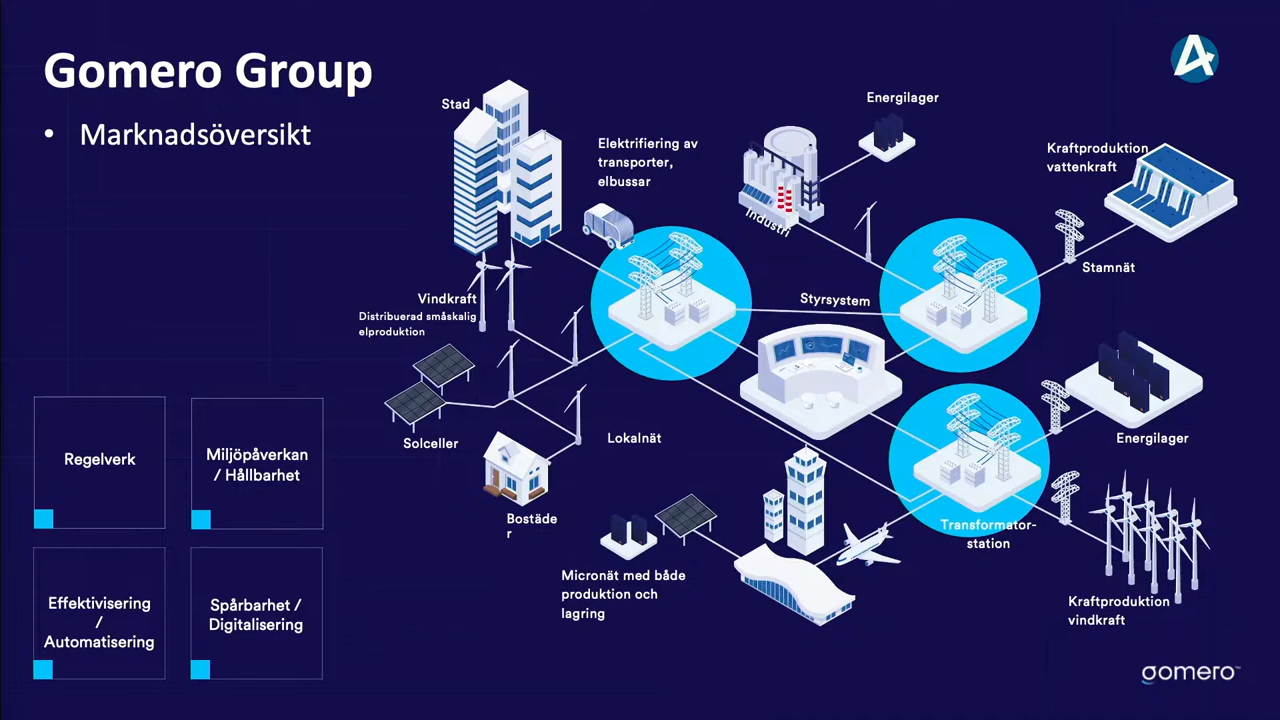 Gomero Group
• Marknadsöversikt
Stad
Elektrifiering av
transporter,
elbussar
Energilager
Industri
Kraftproduktion
vattenkraft
Stamnät
Styrsystem
Vindkraft
Distribuerad småskalig
elproduktion
Solceller
Lokalnät
Bostäde
r
Energilager
Transformator-
station
Micronät med både
produktion och
lagring
Kraftproduktion
vindkraft
Regelverk
Miljöpåverkan
/ Hållbarhet
Effektivisering
/
Automatisering
Spårbarhet /
Digitalisering
gomero™